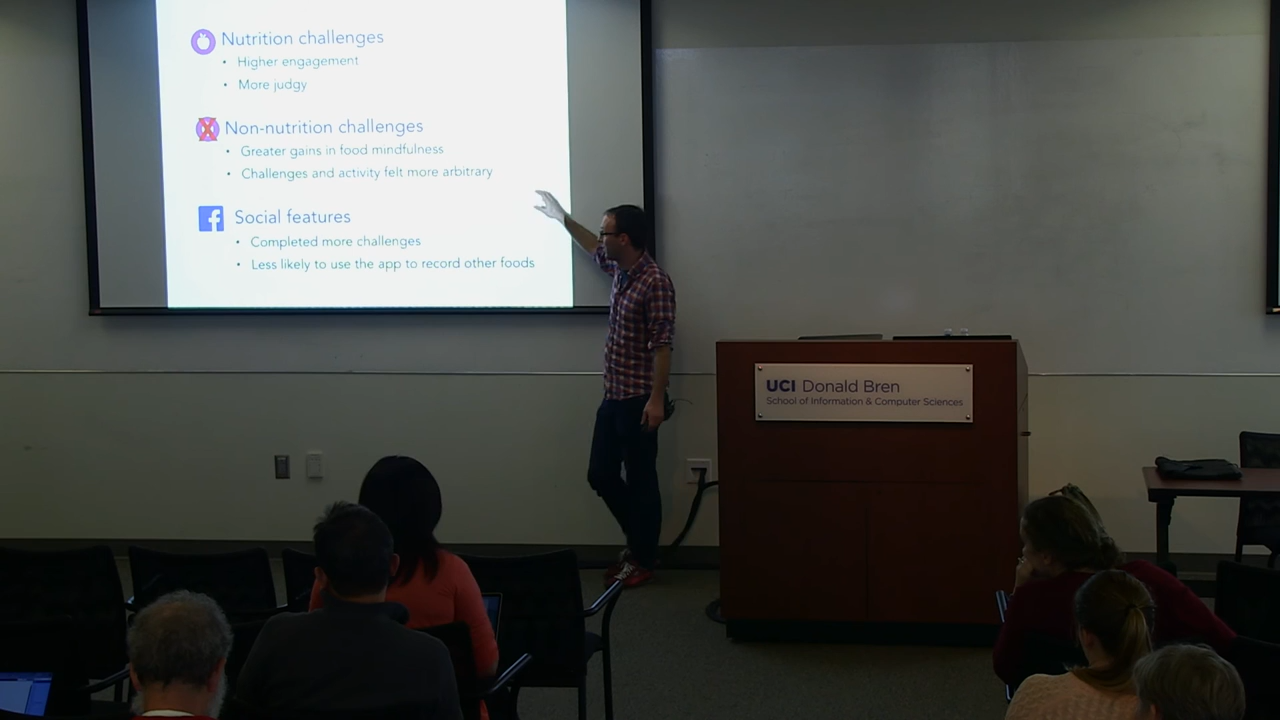 Nutrition challenges
• Higher engagement
• More judgy
Non-nutrition challenges
• Greater gains in food mindfulness
• Challenges and activity felt more arbitrary
Social features
• Completed more challenges
• Less likely to use the app to record other foods
UCI Donald Bren
School of Information & Computer Sciences